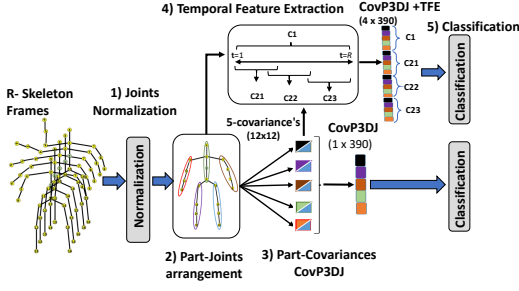 4) Temporal Feature Extraction
CovP3DJ +TFE
(4 x 390)
5) Classification
C1
t=1
t=R
C21
C22
C23
C1
C21
C22
C23
Classification
R- Skeleton
Frames
1) Joints
Normalization
Normalization
5-covariance's
(12x12)
CovP3DJ
(1 x 390)
Classification
2) Part-Joints
arrangement
3) Part-Covariances
CovP3DJ